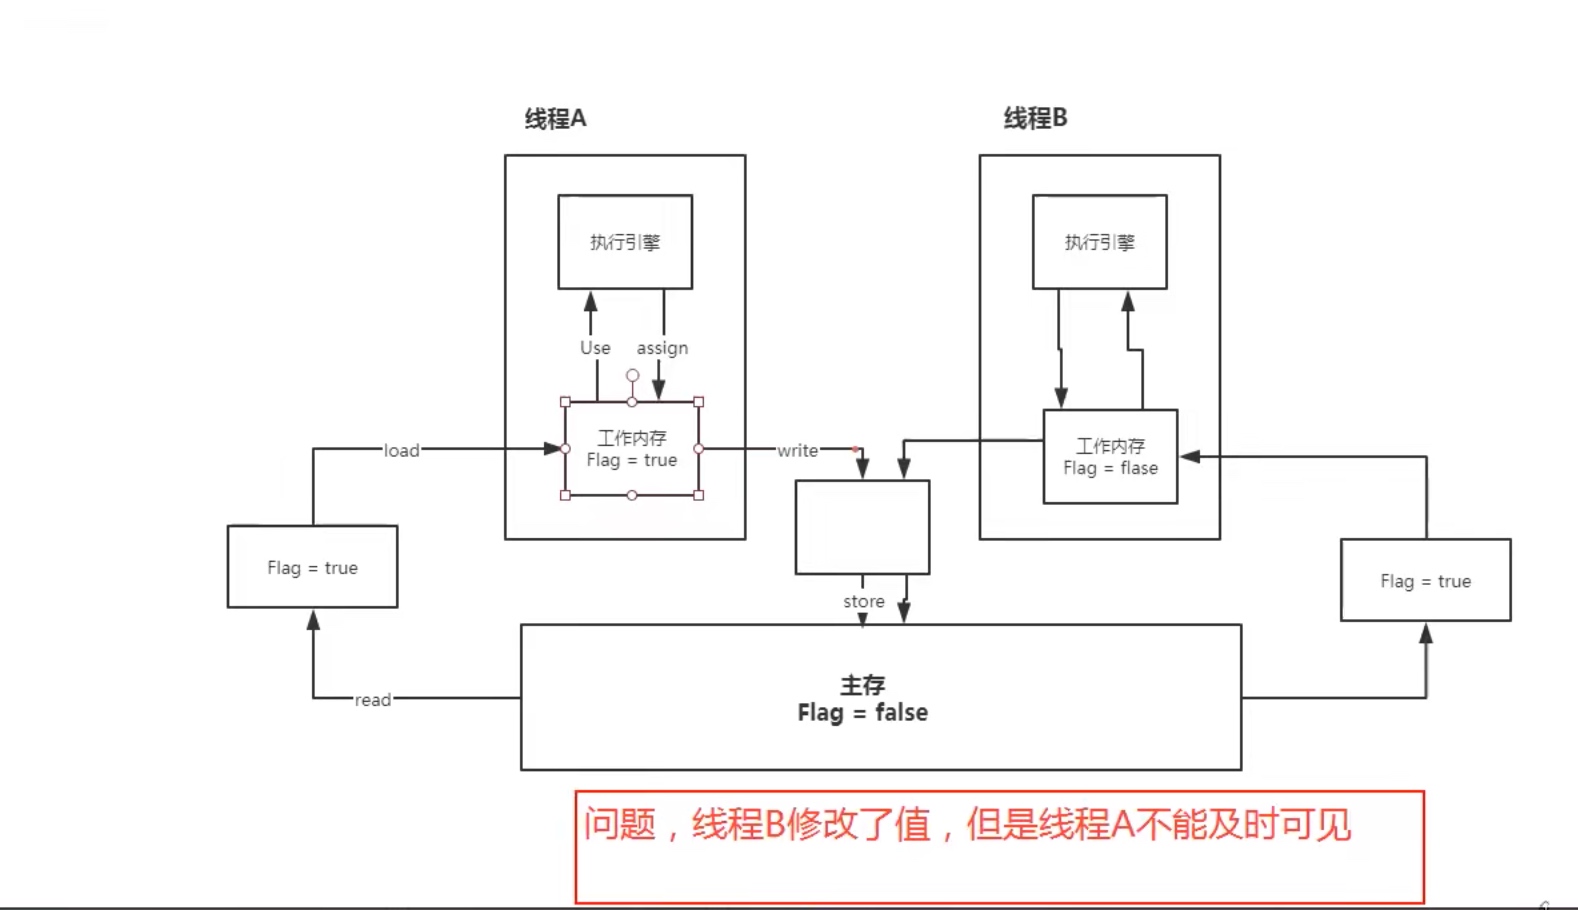 线程A
线程B
执行引擎
执行引擎
Use
assign
工作内存
Flag = true
工作内存
Flag = flase
load
write
Flag = true
Flag = true
store
主存
Flag = false
read
问题，线程B修改了值，但是线程A不能及时可见